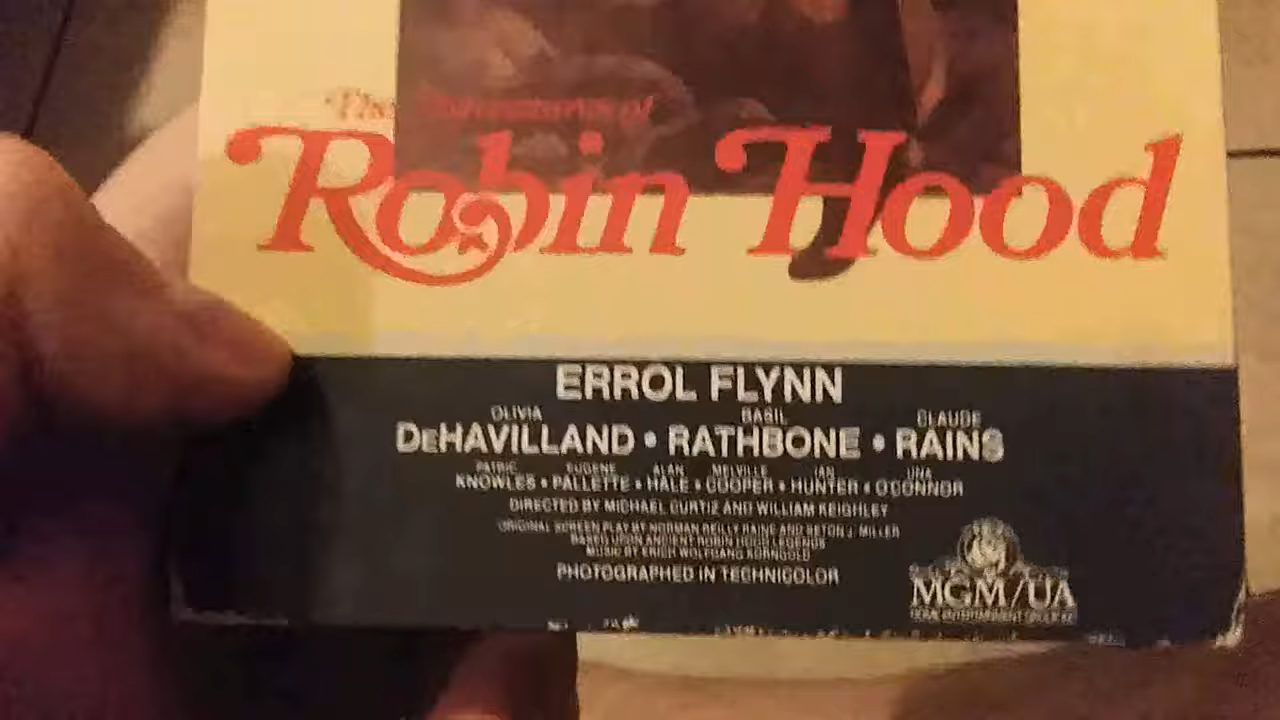 The Adventures of
Robin Hood
ERROL FLYNN
OLIVIA BASIL CLAUDE
DEHAVILLAND • RATHBONE • RAINS
PATRIC EUGENE ALAN MELVILLE IAN UNA
KNOWLES • PALLETTE • HALE • COOPER • HUNTER • O'CONNOR
DIRECTED BY MICHAEL CURTIZ AND WILLIAM KEIGHLEY
ORIGINAL SCREEN PLAY BY NORMAN REILLY RAINE AND SETON J. MILLER
BASED UPON ANCIENT ROBIN HOOD LEGENDS
MUSIC BY ERICH WOLFGANG KORNGOLD
PHOTOGRAPHED IN TECHNICOLOR
MGM/UA
HOME ENTERTAINMENT GROUP